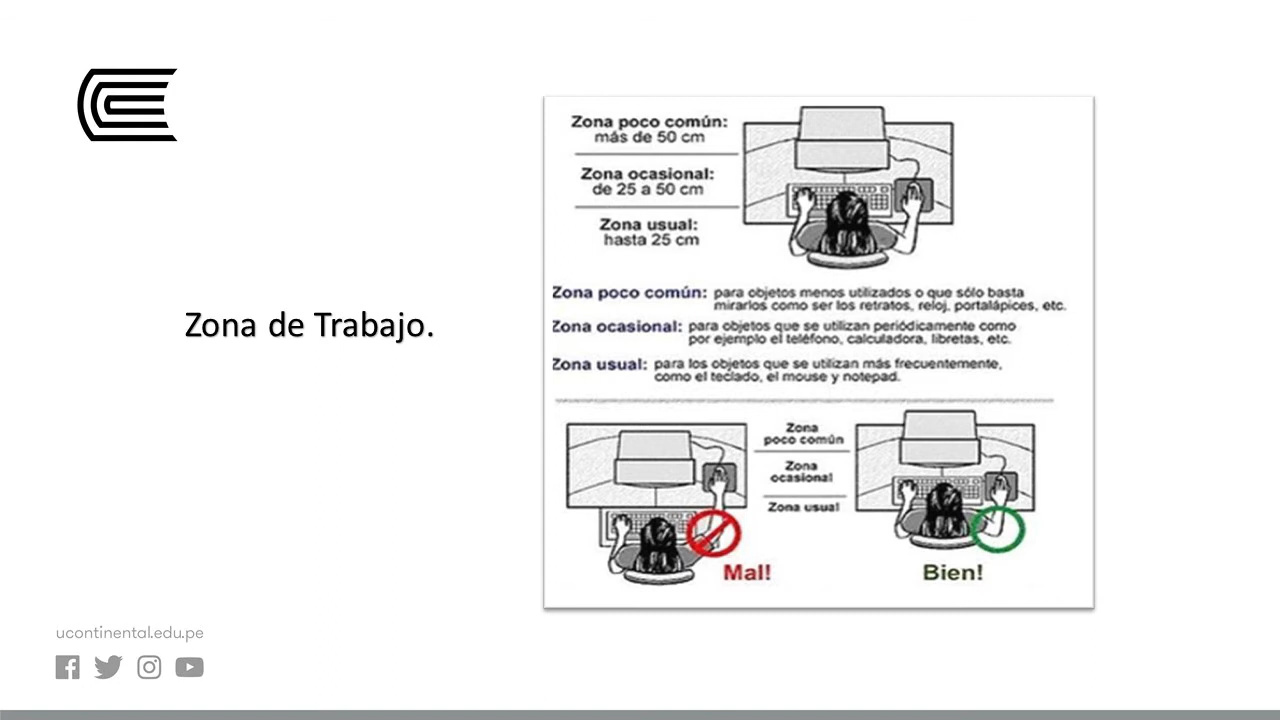 Zona de Trabajo.
Zona poco común:
más de 50 cm
Zona ocasional:
de 25 a 50 cm
Zona usual:
hasta 25 cm
Zona poco común: para objetos menos utilizados o que sólo basta
mirarlos como ser los retratos, reloj, portalápices, etc.
Zona ocasional: para objetos que se utilizan periódicamente como
por ejemplo el teléfono, calculadora, libretas, etc.
Zona usual: para los objetos que se utilizan más frecuentemente,
como el teclado, el mouse y notepad.
Zona
poco común
Zona
ocasional
Zona usual
Mal!
Bien!
ucontinental.edu.pe